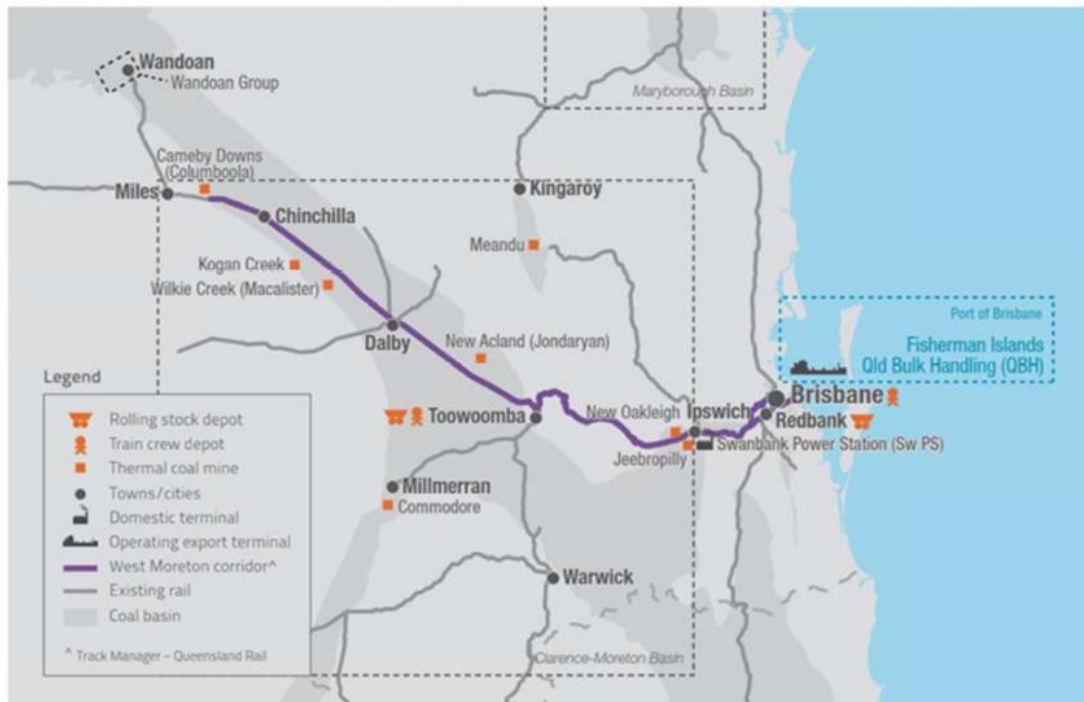 Wandoan
Wandoan Group
Maryborough Basin
Cameby Downs
(Columboola)
Miles
Chinchilla
Kingaroy
Meandu
Kogan Creek
Wilkie Creek (Macalister)
Dalby
New Acland (Jondaryan)
Port of Brisbane
Fisherman Islands
Qld Bulk Handling (QBH)
Toowoomba
New Oakleigh
Ipswich
Brisbane
Redbank
Swanbank Power Station (Sw PS)
Jeebropilly
Millmerran
Commodore
Warwick
Clarence-Moreton Basin
Legend
Rolling stock depot
Train crew depot
Thermal coal mine
Towns/cities
Domestic terminal
Operating export terminal
West Moreton corridor^
Existing rail
Coal basin
^ Track Manager – Queensland Rail